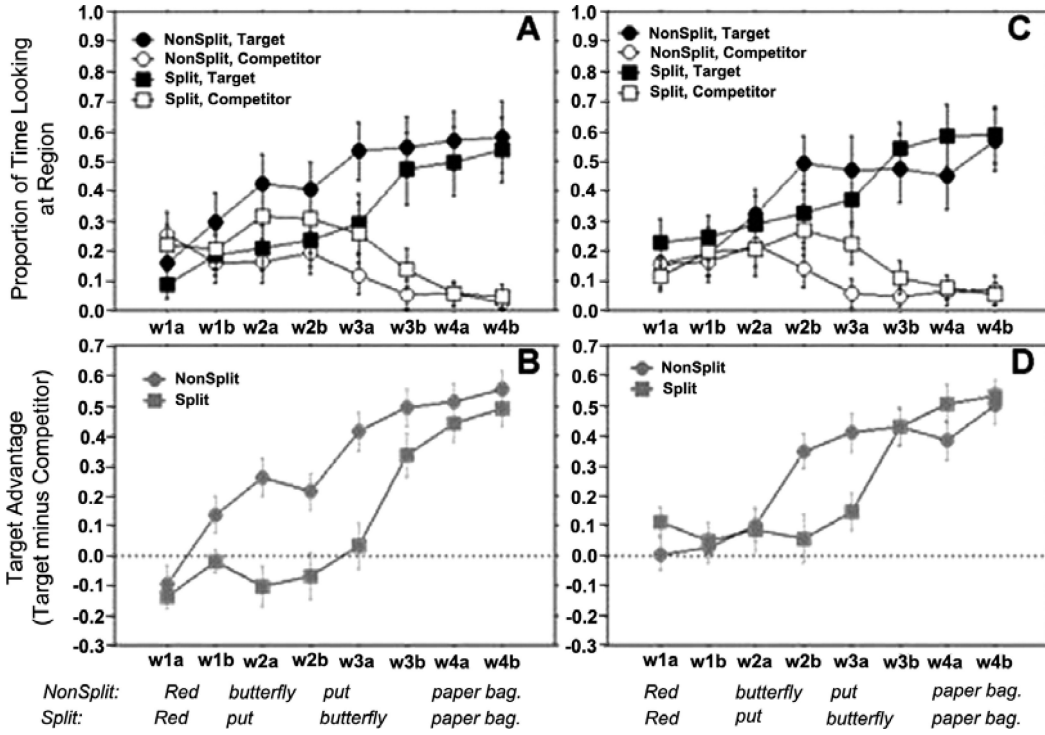 A
NonSplit, Target
NonSplit, Competitor
Split, Target
Split, Competitor
Proportion of Time Looking
at Region
1.0
0.9
0.8
0.7
0.6
0.5
0.4
0.3
0.2
0.1
0.0
w1a w1b w2a w2b w3a w3b w4a w4b
C
NonSplit, Target
NonSplit, Competitor
Split, Target
Split, Competitor
1.0
0.9
0.8
0.7
0.6
0.5
0.4
0.3
0.2
0.1
0.0
w1a w1b w2a w2b w3a w3b w4a w4b
B
NonSplit
Split
Target Advantage
(Target minus Competitor)
0.7
0.6
0.5
0.4
0.3
0.2
0.1
0.0
-0.1
-0.2
-0.3
w1a w1b w2a w2b w3a w3b w4a w4b
D
NonSplit
Split
0.7
0.6
0.5
0.4
0.3
0.2
0.1
0.0
-0.1
-0.2
-0.3
w1a w1b w2a w2b w3a w3b w4a w4b
NonSplit: Red butterfly put paper bag. Red butterfly put paper bag.
Split: Red put butterfly paper bag. Red put butterfly paper bag.